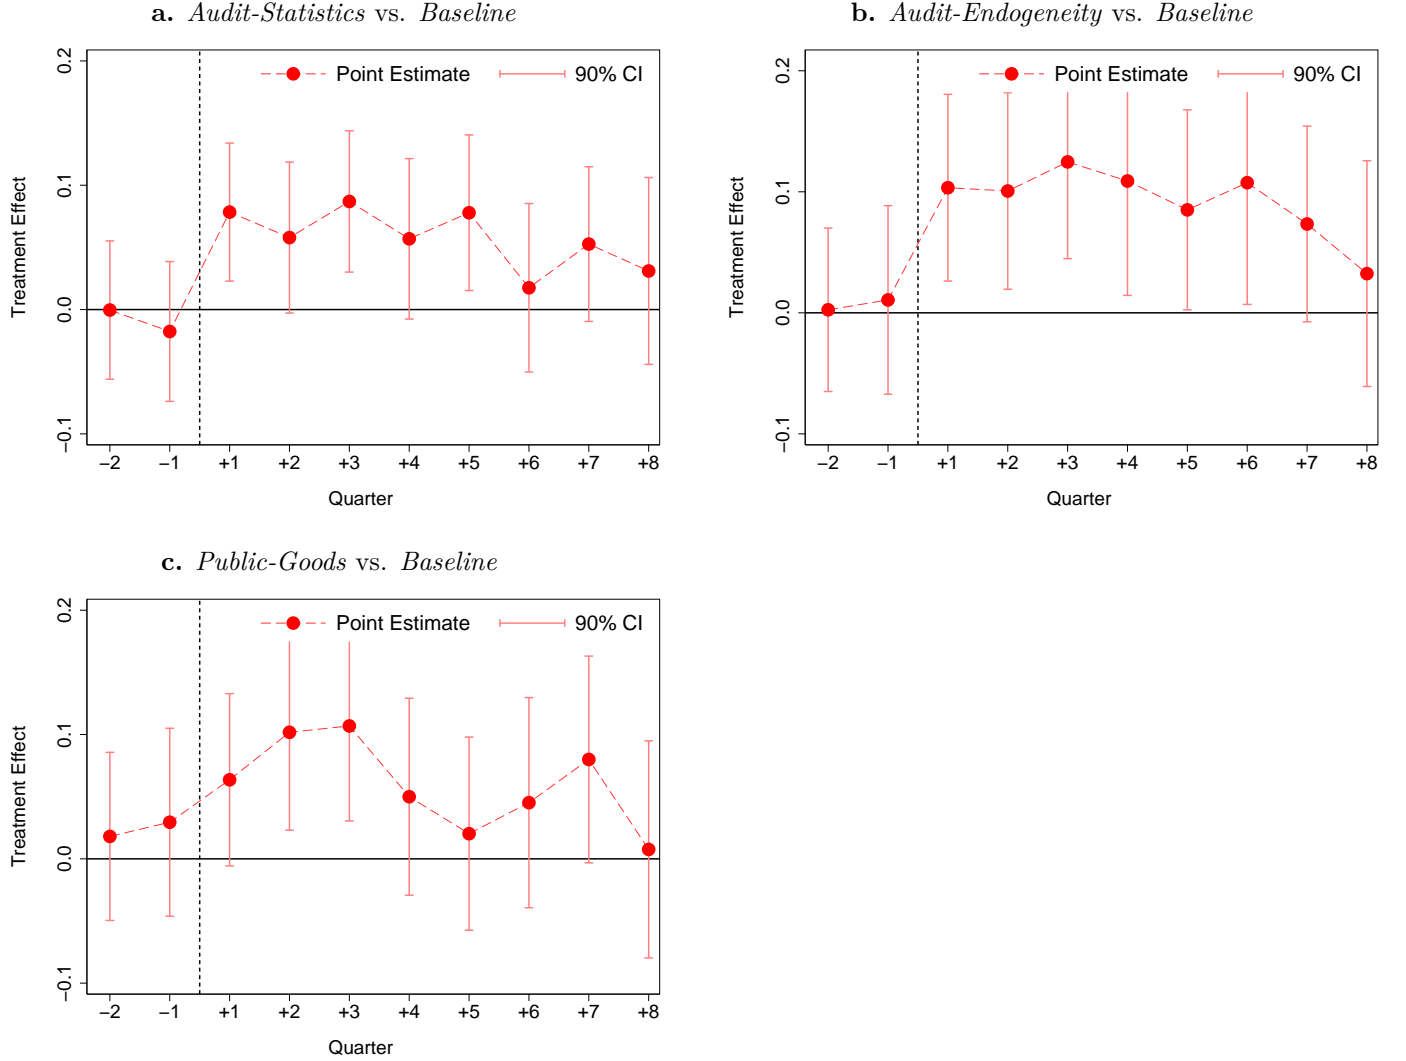 a. Audit-Statistics vs. Baseline
Point Estimate
90% CI
Treatment Effect
0.2
0.1
0.0
−0.1
−2 −1 +1 +2 +3 +4 +5 +6 +7 +8
Quarter
b. Audit-Endogeneity vs. Baseline
Point Estimate
90% CI
Treatment Effect
0.2
0.1
0.0
−0.1
−2 −1 +1 +2 +3 +4 +5 +6 +7 +8
Quarter
c. Public-Goods vs. Baseline
Point Estimate
90% CI
Treatment Effect
0.2
0.1
0.0
−0.1
−2 −1 +1 +2 +3 +4 +5 +6 +7 +8
Quarter